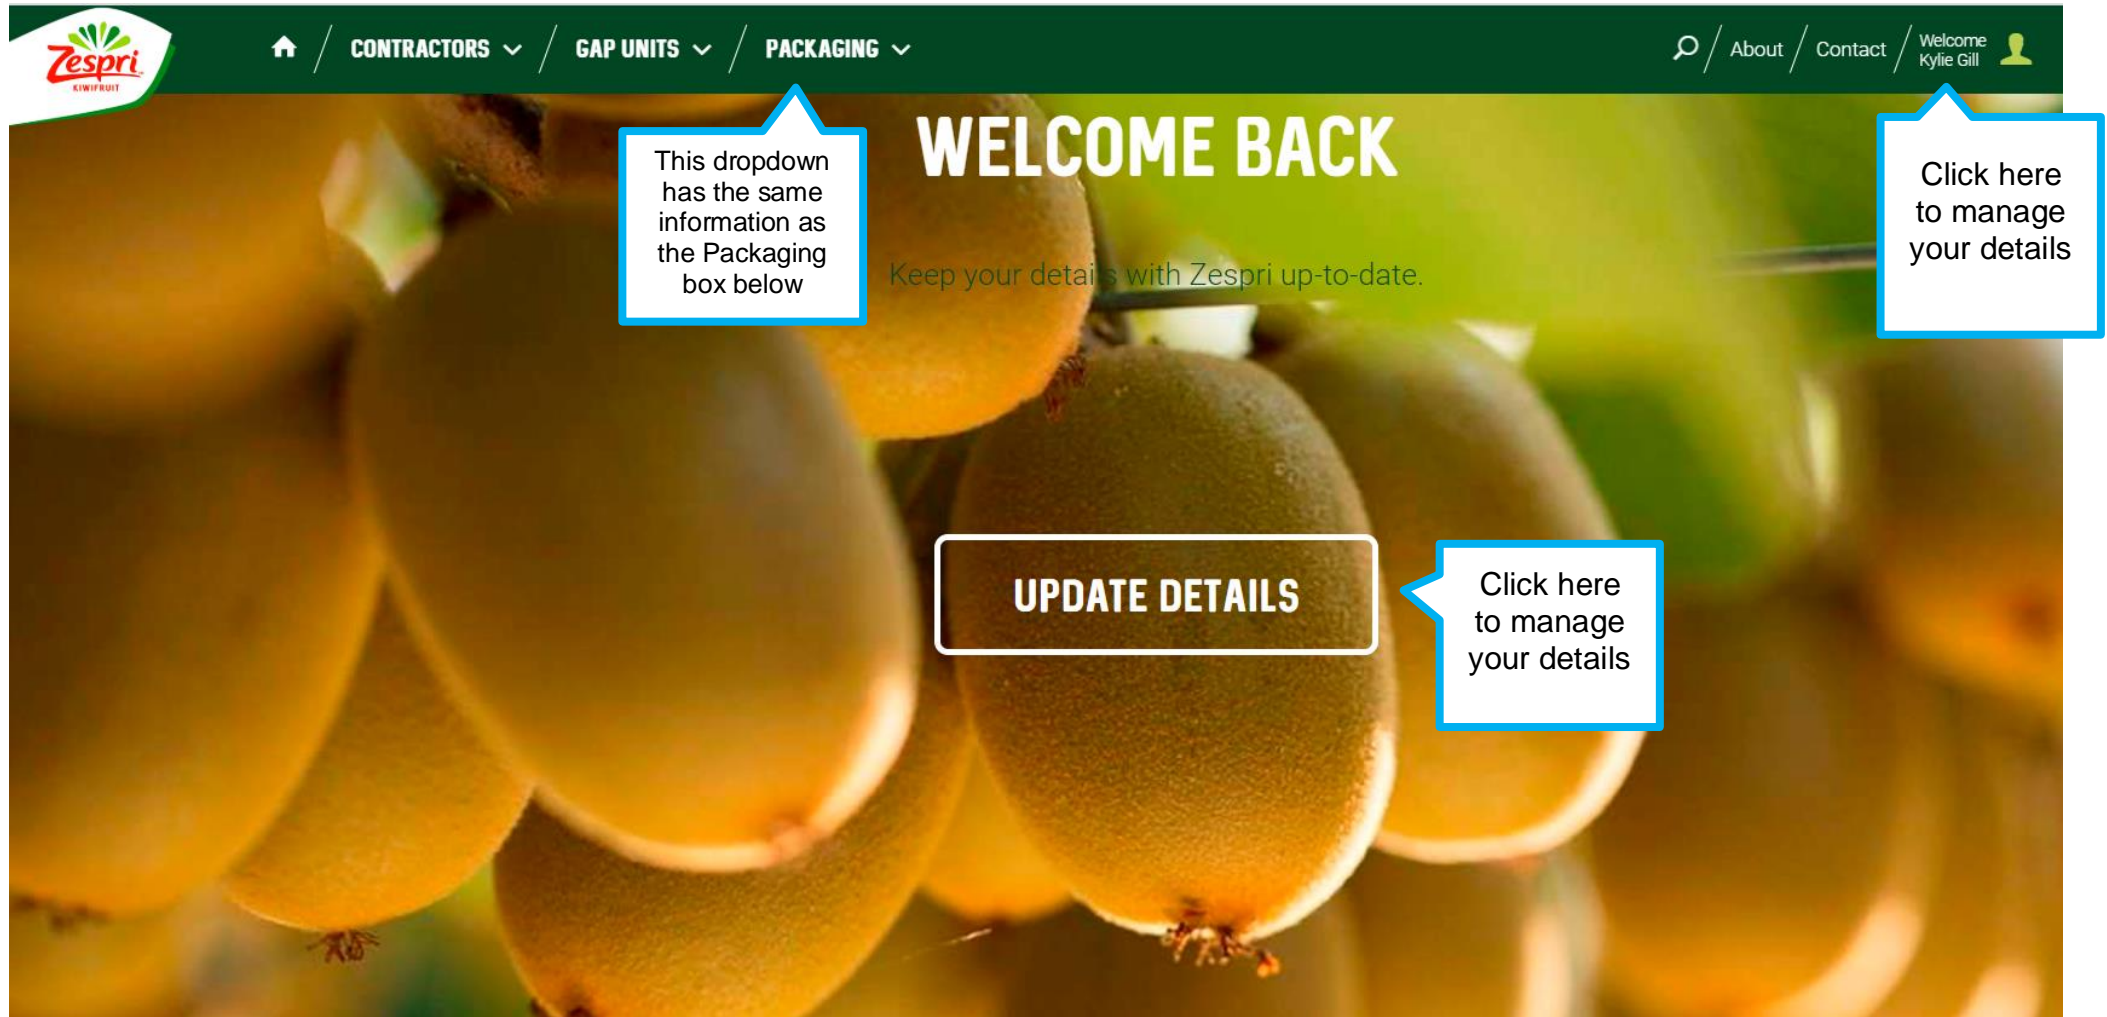 Zespri
KIWIFRUIT
CONTRACTORS
GAP UNITS
PACKAGING
About
Contact
Welcome
Kylie Gill
WELCOME BACK
This dropdown
has the same
information as
the Packaging
box below
Click here
to manage
your details
Keep your details with Zespri up-to-date.
UPDATE DETAILS
Click here
to manage
your details